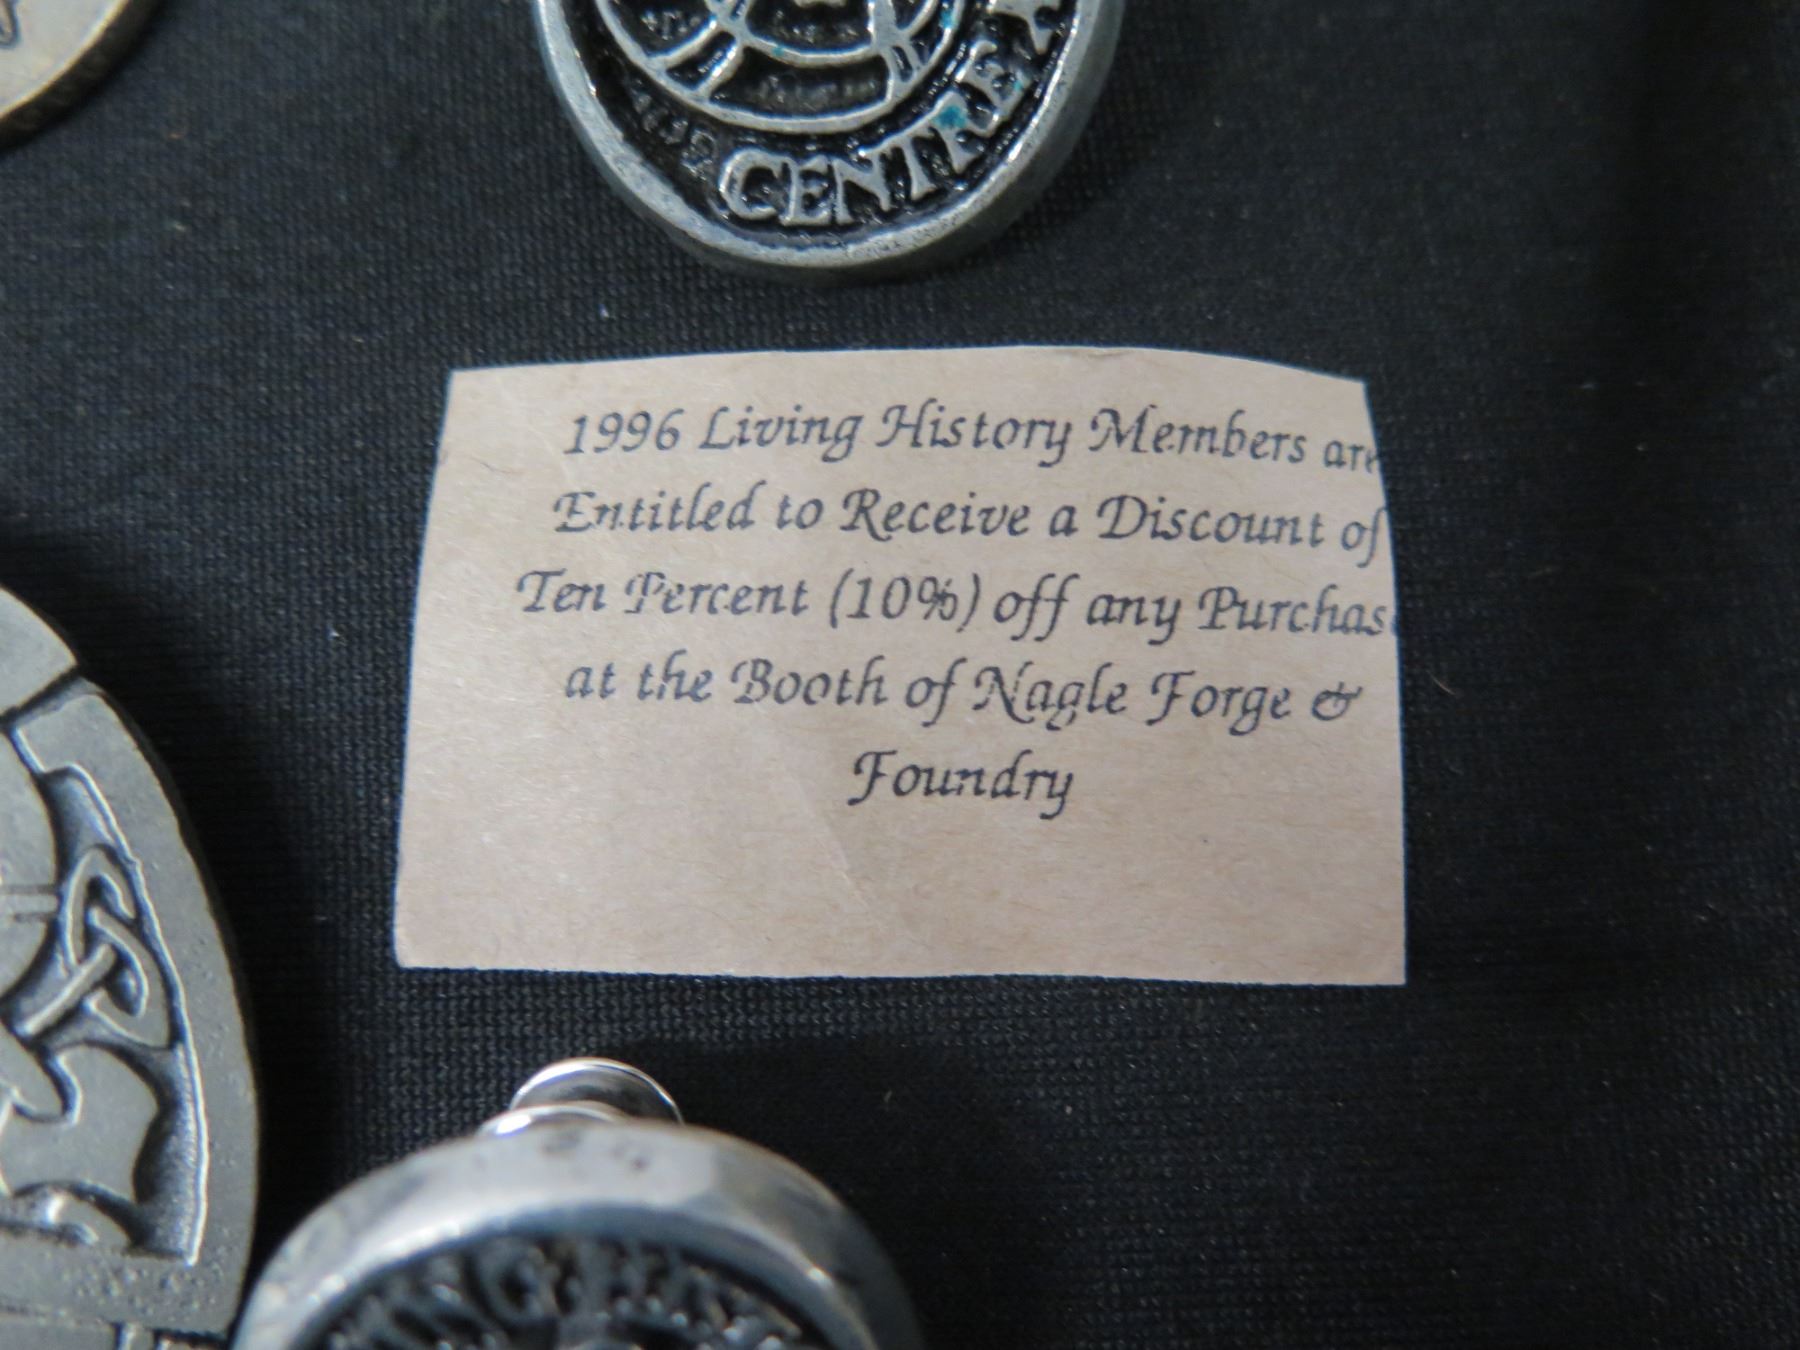 CENTRE
1996 Living History Members are
Entitled to Receive a Discount of
Ten Percent (10%) off any Purchas
at the Booth of Nagle Forge &
Foundry